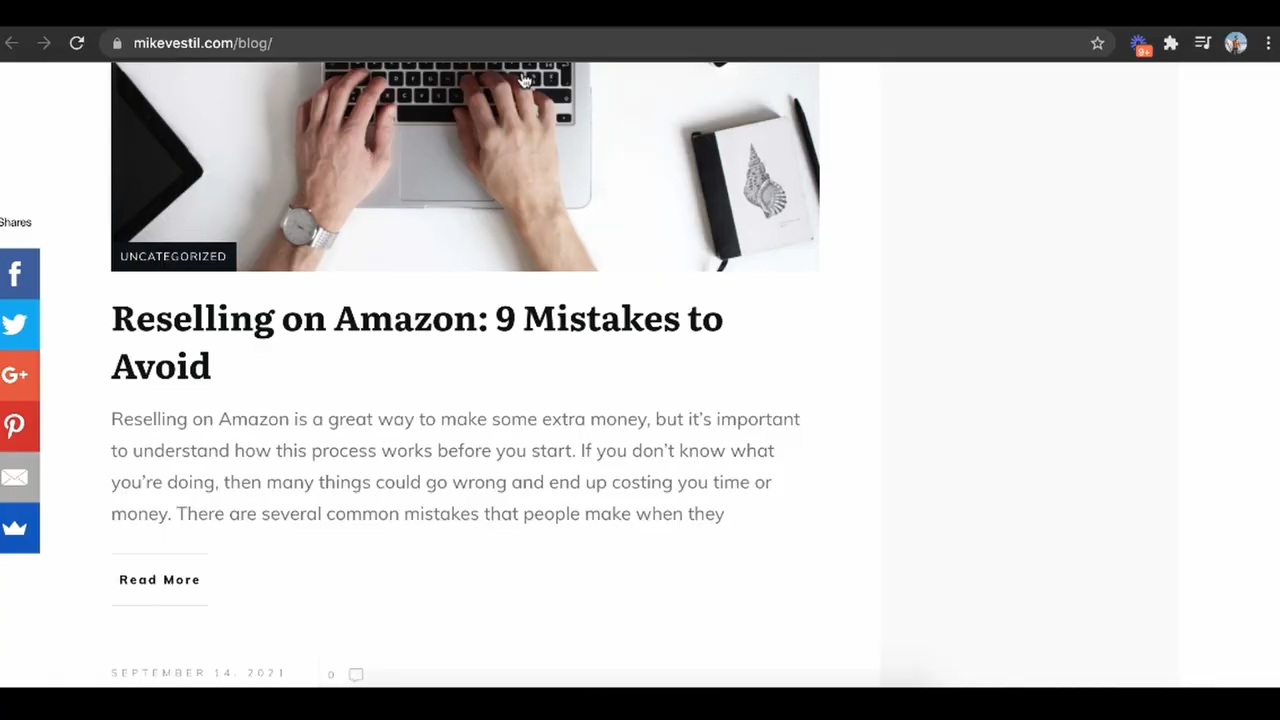 mikevestil.com/blog/
9+
UNCATEGORIZED
Shares
Reselling on Amazon: 9 Mistakes to
Avoid
Reselling on Amazon is a great way to make some extra money, but it’s important
to understand how this process works before you start. If you don’t know what
you’re doing, then many things could go wrong and end up costing you time or
money. There are several common mistakes that people make when they
Read More
SEPTEMBER 14, 2021
0